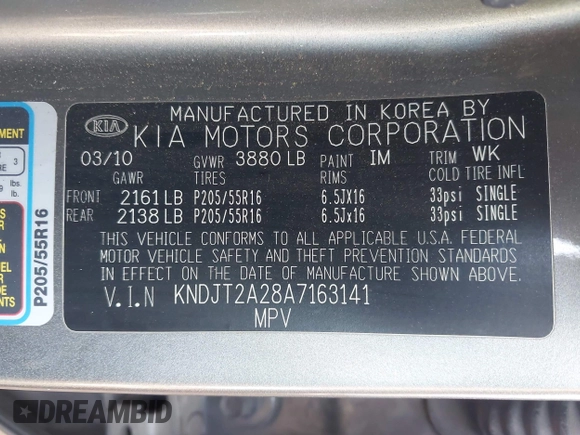 MANUFACTURED IN KOREA BY
KIA KIA MOTORS CORPORATION
03/10 GVWR 3880 LB PAINT IM TRIM WK
GAWR TIRES RIMS COLD TIRE INFL
FRONT 2161 LB P205/55R16 6.5JX16 33psi SINGLE
REAR 2138 LB P205/55R16 6.5Jx16 33psi SINGLE
THIS VEHICLE CONFORMS TO ALL APPLICABLE U.S.A. FEDERAL
MOTOR VEHICLE SAFETY AND THEFT PREVENTION STANDARDS
IN EFFECT ON THE DATE OF MANUFACTURE SHOWN ABOVE.
V.I.N KNDJT2A28A7163141
MPV
P205/55R16
3
lbs.
lb.
DREAMBID